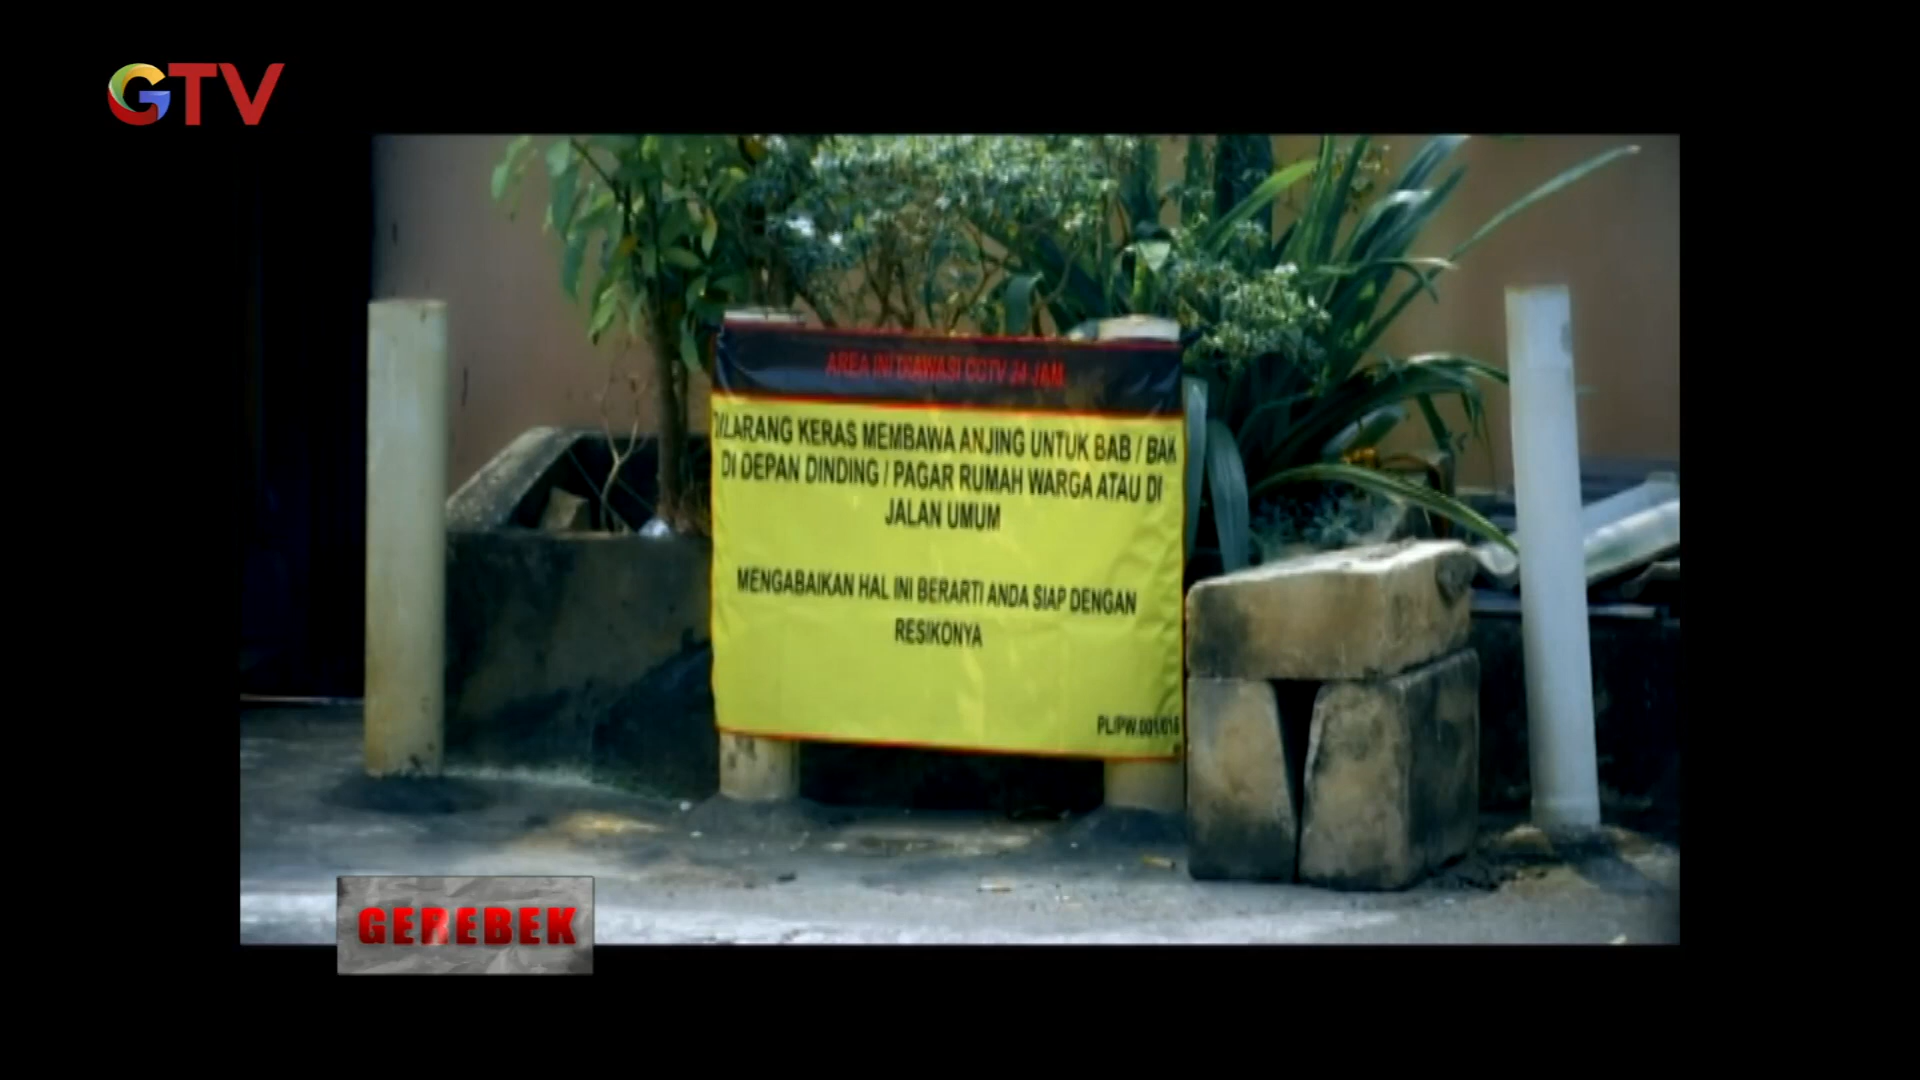 GTV
AREA INI DIAWASI CCTV 24 JAM
DILARANG KERAS MEMBAWA ANJING UNTUK BAB / BAK
DI DEPAN DINDING / PAGAR RUMAH WARGA ATAU DI
JALAN UMUM
MENGABAIKAN HAL INI BERARTI ANDA SIAP DENGAN
RESIKONYA
GEREBEK